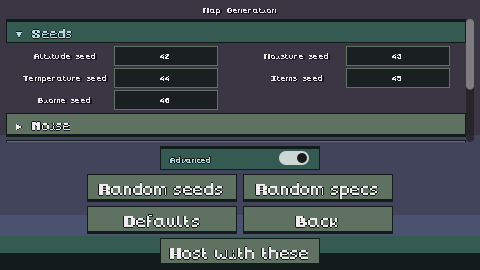 Map Generation
Seeds
Altitude seed 42 Moisture seed 43
Temperature seed 44 Items seed 45
Biome seed 46
Noise
Advanced
Random seeds Random specs
Defaults Back
Host with these